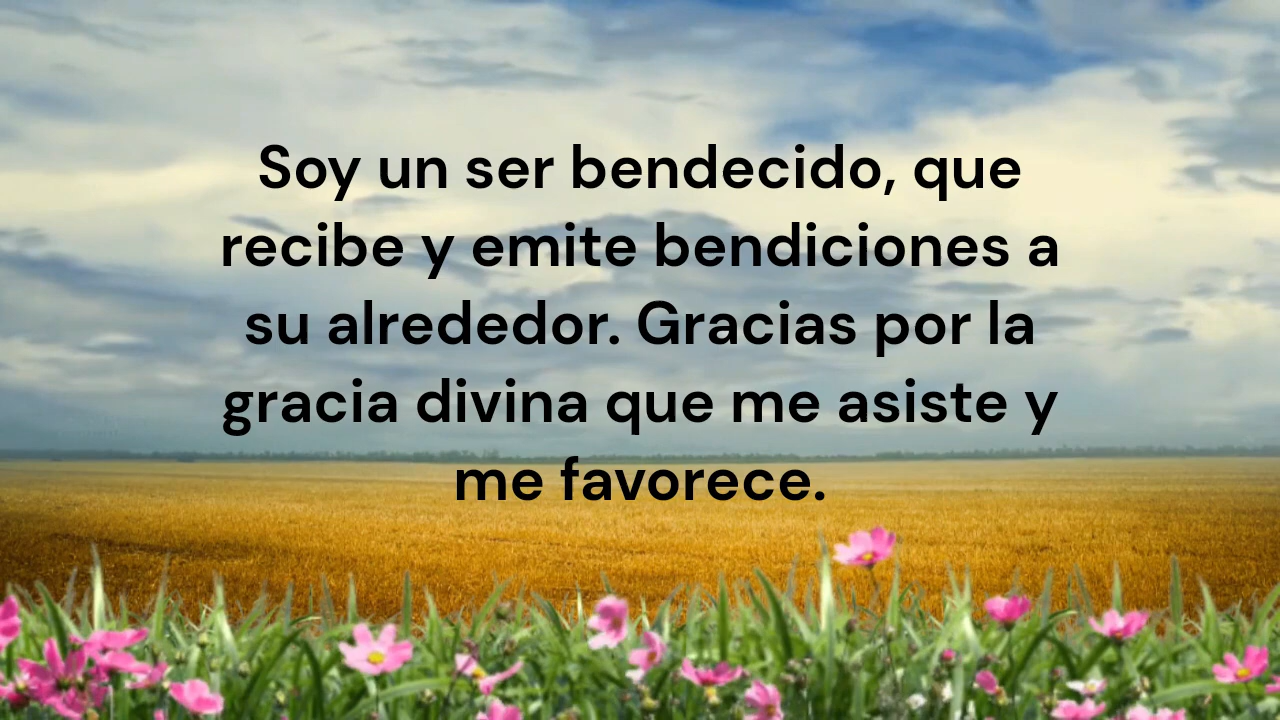 Soy un ser bendecido, que
recibe y emite bendiciones a
su alrededor. Gracias por la
gracia divina que me asiste y
me favorece.